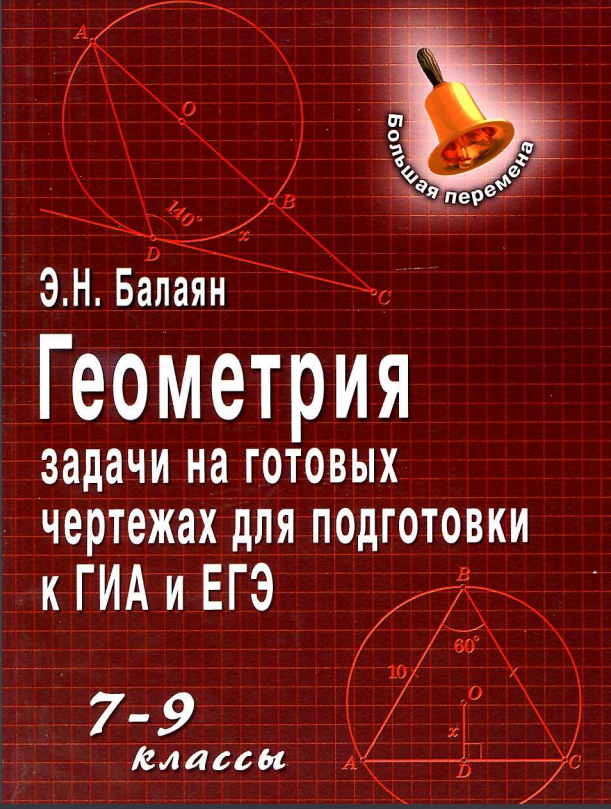 A
O
Большая перемена
140°
B
x
D
C
Э.Н. Балаян
Геометрия
задачи на готовых
чертежах для подготовки
к ГИА и ЕГЭ
B
60°
10
O
x
A
D
C
7-9
классы